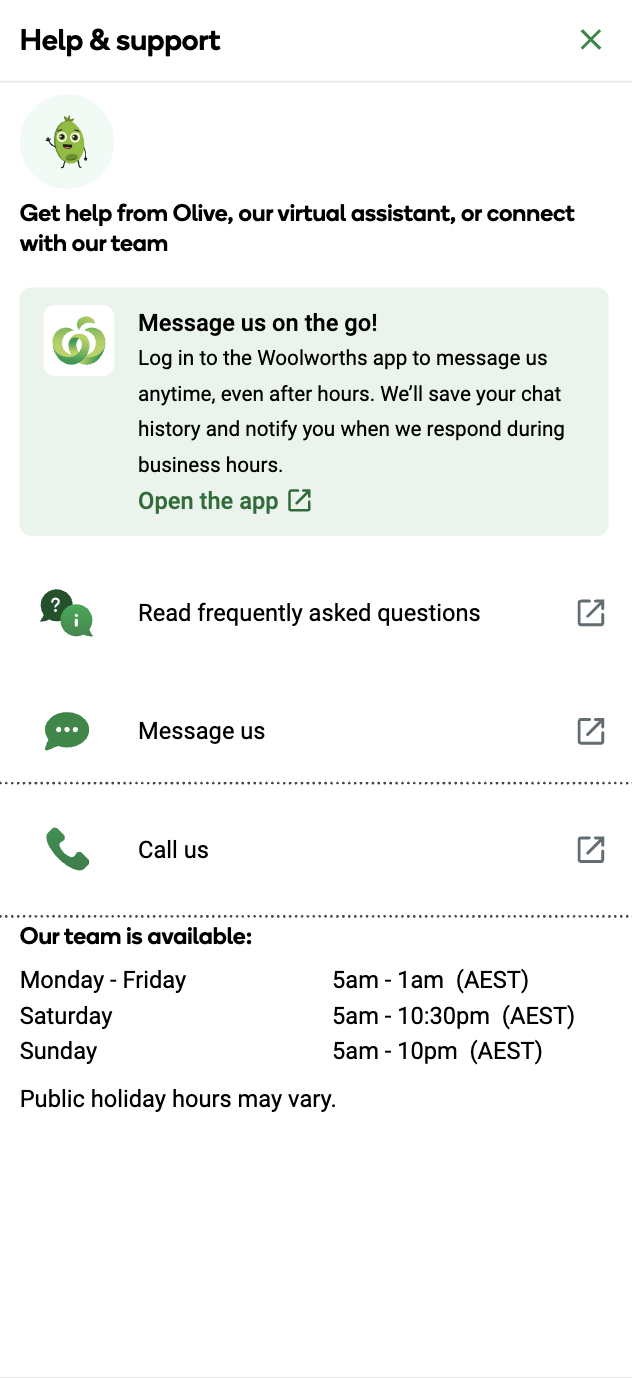 Help & support
Get help from Olive, our virtual assistant, or connect
with our team
Message us on the go!
Log in to the Woolworths app to message us
anytime, even after hours. We’ll save your chat
history and notify you when we respond during
business hours.
Open the app
? i
Read frequently asked questions
Message us
Call us
Our team is available:
Monday - Friday 5am - 1am (AEST)
Saturday 5am - 10:30pm (AEST)
Sunday 5am - 10pm (AEST)
Public holiday hours may vary.